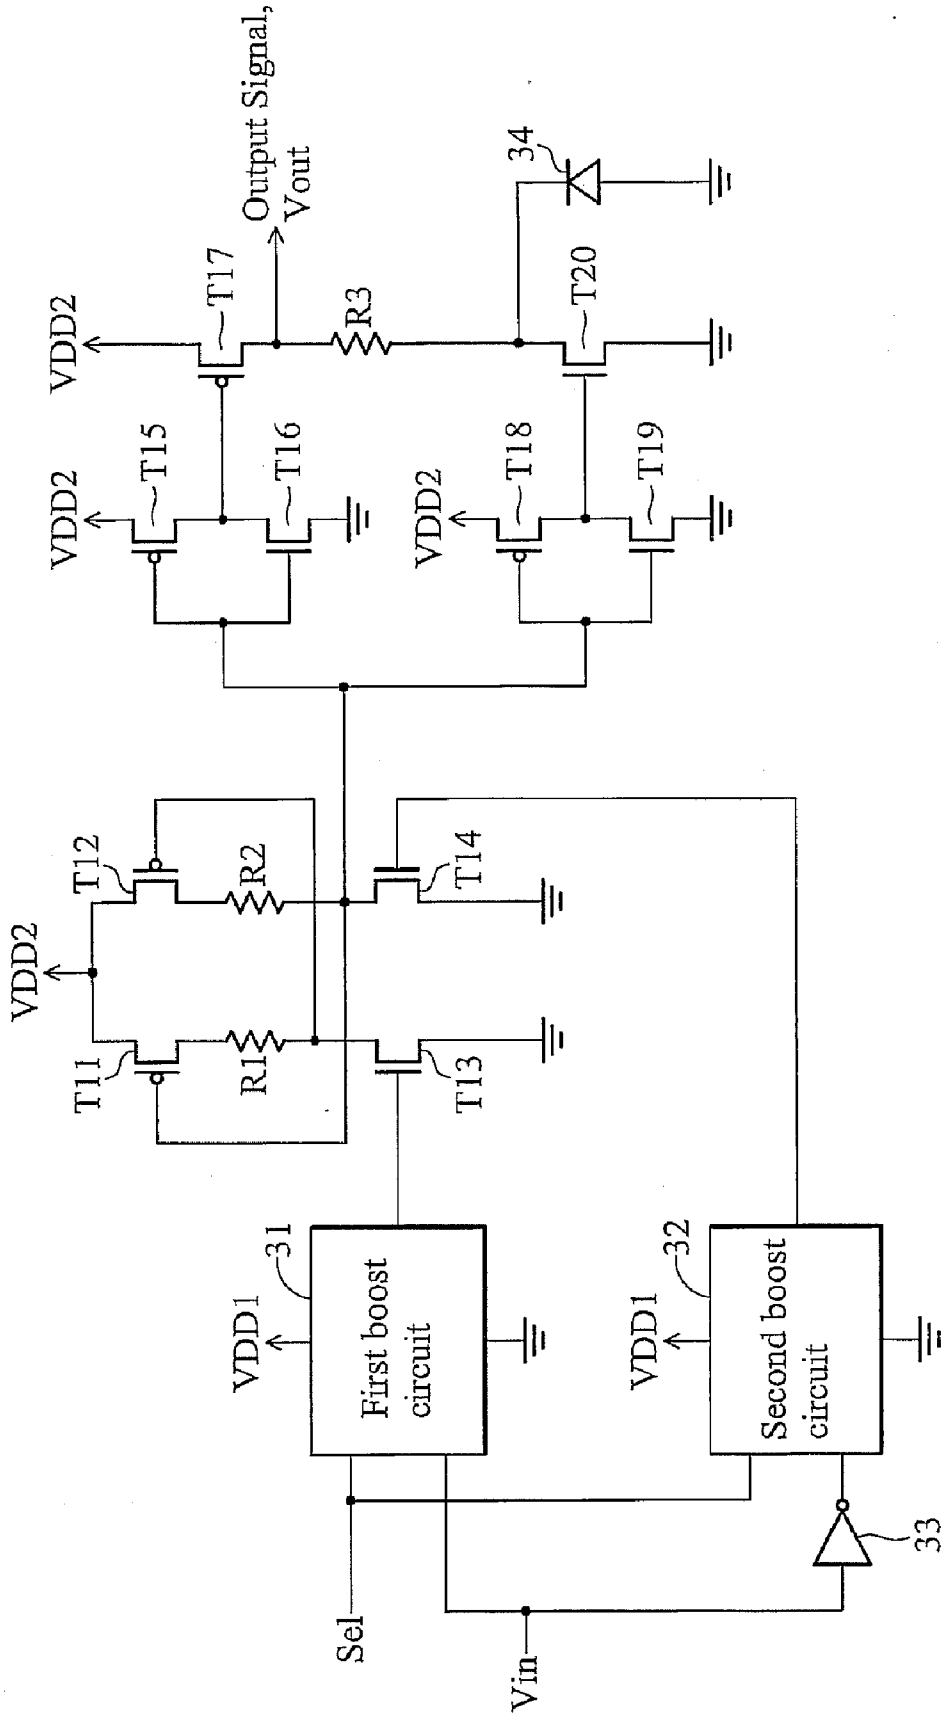 Sel
Vin
33
VDD1
31
First boost
circuit
VDD1
32
Second boost
circuit
VDD2
T11
T12
R1
R2
T13
T14
VDD2
T15
T16
VDD2
T17
Output Signal,
Vout
R3
VDD2
T18
T19
T20
34